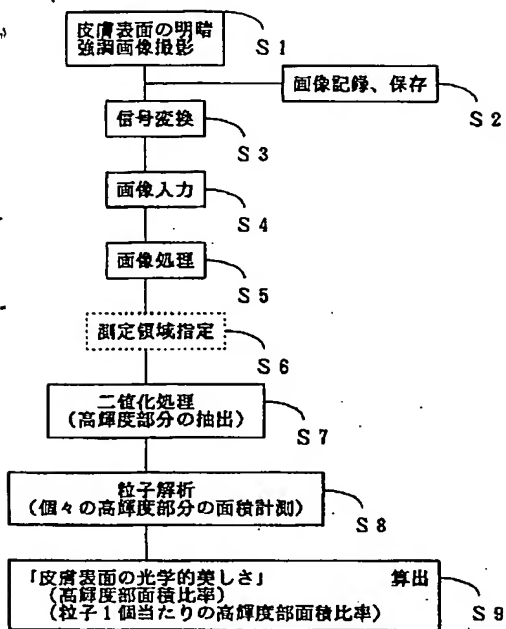 皮膚表面の明暗
強調画像撮影
S 1
画像記録、保存
S 2
信号変換
S 3
画像入力
S 4
画像処理
S 5
測定領域指定
S 6
二値化処理
(高輝度部分の抽出)
S 7
粒子解析
(個々の高輝度部分の面積計測)
S 8
「皮膚表面の光学的美しさ」 算出
(高輝度部面積比率)
(粒子1個当たりの高輝度部面積比率)
S 9